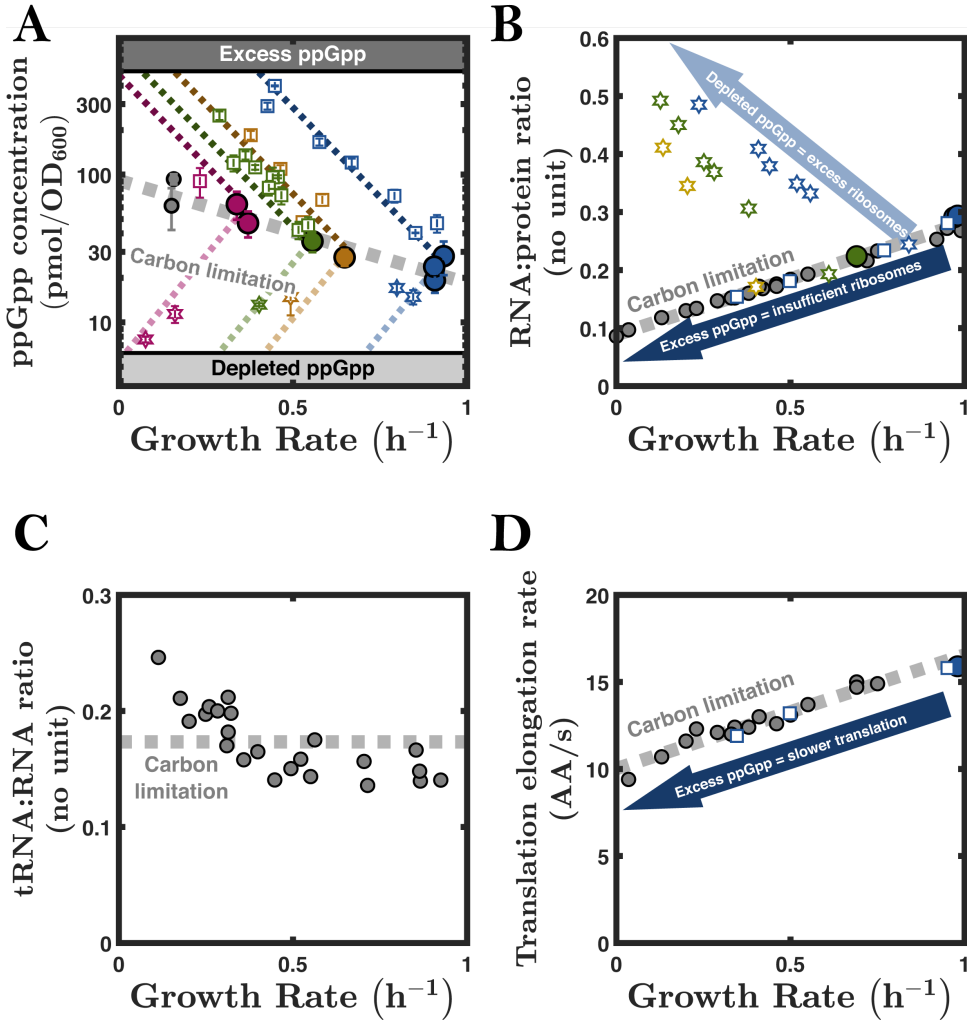 A
Excess ppGpp
ppGpp concentration
(pmol/OD600)
300
100
30
10
Carbon limitation
Depleted ppGpp
0
0.5
1
Growth Rate (h−1)
B
RNA:protein ratio
(no unit)
0.6
0.5
0.4
0.3
0.2
0.1
0
Depleted ppGpp = excess ribosomes
Carbon limitation
Excess ppGpp = insufficient ribosomes
0
0.5
1
Growth Rate (h−1)
C
tRNA:RNA ratio
(no unit)
0.3
0.2
0.1
0
Carbon
limitation
0
0.5
1
Growth Rate (h−1)
D
Translation elongation rate
(AA/s)
20
15
10
5
0
Carbon limitation
Excess ppGpp = slower translation
0
0.5
1
Growth Rate (h−1)